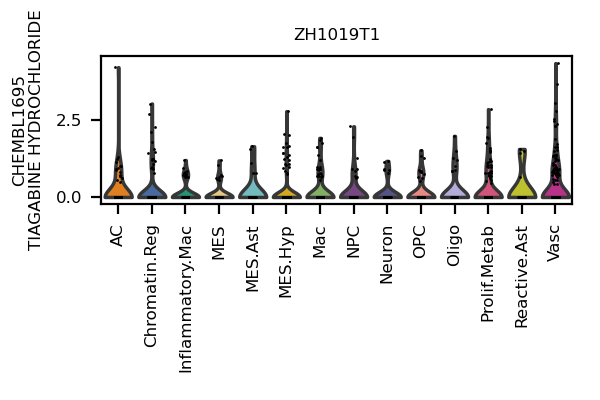 ZH1019T1
CHEMBL1695
TIAGABINE HYDROCHLORIDE
2.5
0.0
AC
Chromatin.Reg
Inflammatory.Mac
MES
MES.Ast
MES.Hyp
Mac
NPC
Neuron
OPC
Oligo
Prolif.Metab
Reactive.Ast
Vasc